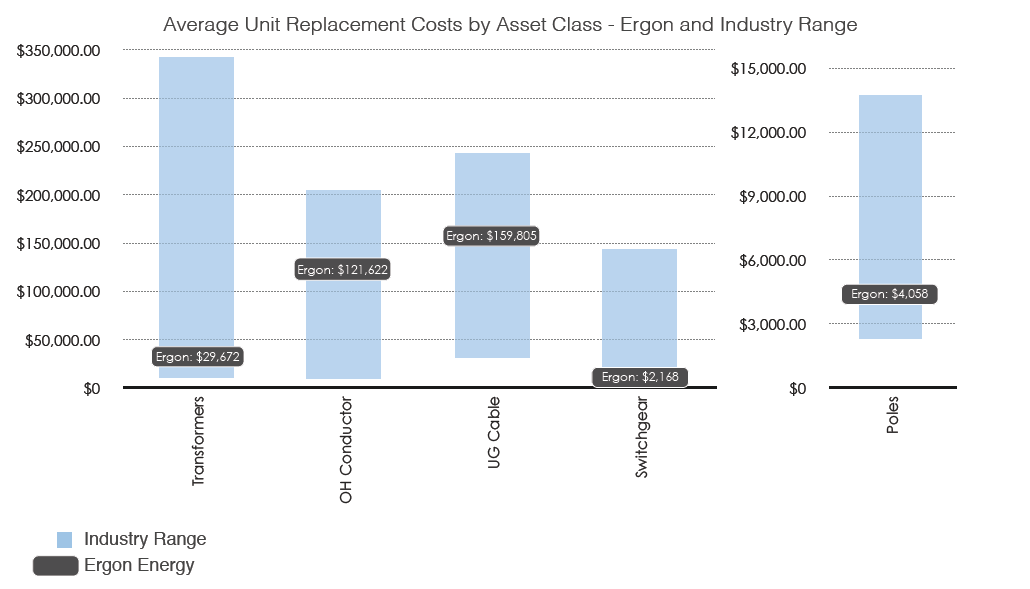 Average Unit Replacement Costs by Asset Class - Ergon and Industry Range
$350,000.00
$300,000.00
$250,000.00
$200,000.00
$150,000.00
$100,000.00
$50,000.00
$0
Ergon: $29,672
Ergon: $121,622
Ergon: $159,805
Ergon: $2,168
Transformers
OH Conductor
UG Cable
Switchgear
$15,000.00
$12,000.00
$9,000.00
$6,000.00
$3,000.00
$0
Ergon: $4,058
Poles
Industry Range
Ergon Energy